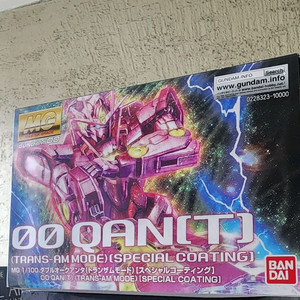 GUNDAM.INFO
www.gundam.info
0228323-10000
MG
00 QAN[T]
(TRANS-AM MODE) (SPECIAL COATING)
MG 1/100 ダブルオークアンタ[トランザムモード][スペシャルコーティング]
00 QAN[T] (TRANS-AM MODE) (SPECIAL COATING)
BAN
DAI